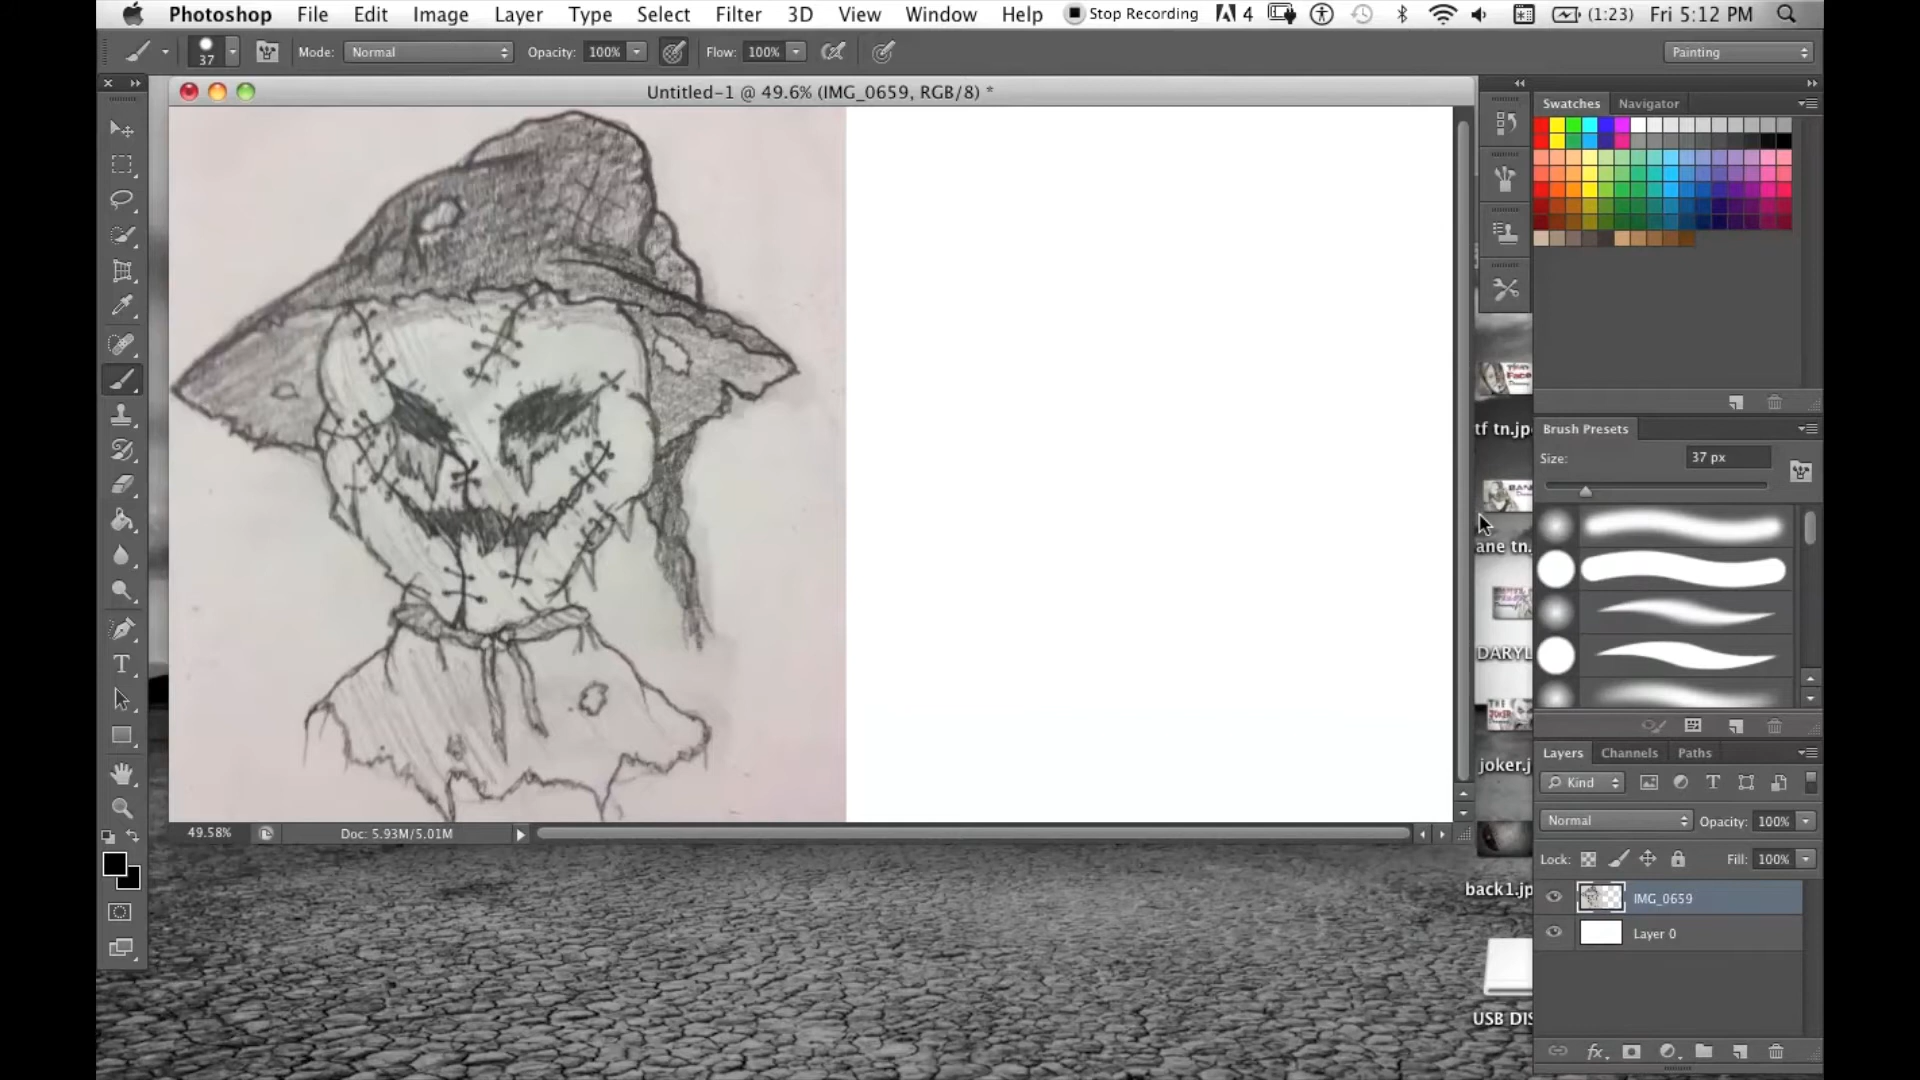 Photoshop File Edit Image Layer Type Select Filter 3D View Window Help Stop Recording 4 (1:23) Fri 5:12 PM
37 Mode: Normal Opacity: 100% Flow: 100% Painting
Untitled-1 @ 49.6% (IMG_0659, RGB/8) *
Swatches Navigator
tf tn.jp
Brush Presets
Size: 37 px
ane tn.
DARYL
joker.j
Layers Channels Paths
Kind
Normal Opacity: 100%
49.58% Doc: 5.93M/5.01M
Lock: Fill: 100%
back1.jp
IMG_0659
Layer 0
USB DIS